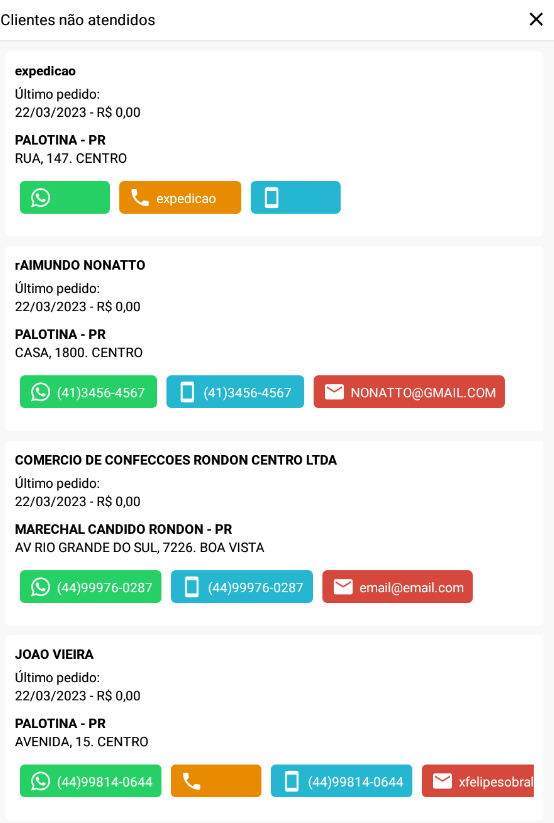 Clientes não atendidos
expedicao
Último pedido:
22/03/2023 - R$ 0,00
PALOTINA - PR
RUA, 147. CENTRO
expedicao
rAIMUNDO NONATTO
Último pedido:
22/03/2023 - R$ 0,00
PALOTINA - PR
CASA, 1800. CENTRO
(41)3456-4567 (41)3456-4567 NONATTO@GMAIL.COM
COMERCIO DE CONFECCOES RONDON CENTRO LTDA
Último pedido:
22/03/2023 - R$ 0,00
MARECHAL CANDIDO RONDON - PR
AV RIO GRANDE DO SUL, 7226. BOA VISTA
(44)99976-0287 (44)99976-0287 email@email.com
JOAO VIEIRA
Último pedido:
22/03/2023 - R$ 0,00
PALOTINA - PR
AVENIDA, 15. CENTRO
(44)99814-0644 (44)99814-0644 xfelipesobral